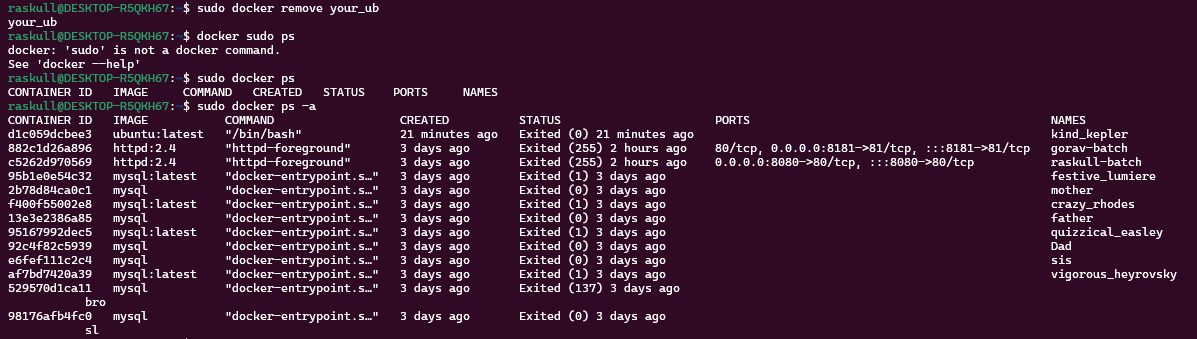 raskull@DESKTOP-R5QKH67:~$ sudo docker remove your_ub
your_ub
raskull@DESKTOP-R5QKH67:~$ docker sudo ps
docker: 'sudo' is not a docker command.
See 'docker --help'
raskull@DESKTOP-R5QKH67:~$ sudo docker ps
CONTAINER ID   IMAGE     COMMAND   CREATED   STATUS    PORTS     NAMES
raskull@DESKTOP-R5QKH67:~$ sudo docker ps -a
CONTAINER ID   IMAGE           COMMAND                  CREATED          STATUS                      PORTS                                           NAMES
d1c059dcbee3   ubuntu:latest   "/bin/bash"              21 minutes ago   Exited (0) 21 minutes ago                                                   kind_kepler
882c1d26a896   httpd:2.4       "httpd-foreground"       3 days ago       Exited (255) 2 hours ago    80/tcp, 0.0.0.0:8181->81/tcp, :::8181->81/tcp   gorav-batch
c5262d970569   httpd:2.4       "httpd-foreground"       3 days ago       Exited (255) 2 hours ago    0.0.0.0:8080->80/tcp, :::8080->80/tcp           raskull-batch
95b1e0e54c32   mysql:latest    "docker-entrypoint.s…"   3 days ago       Exited (1) 3 days ago                                                       festive_lumiere
2b78d84ca0c1   mysql           "docker-entrypoint.s…"   3 days ago       Exited (0) 3 days ago                                                       mother
f400f55002e8   mysql:latest    "docker-entrypoint.s…"   3 days ago       Exited (1) 3 days ago                                                       crazy_rhodes
13e3e2386a85   mysql           "docker-entrypoint.s…"   3 days ago       Exited (0) 3 days ago                                                       father
95167992dec5   mysql:latest    "docker-entrypoint.s…"   3 days ago       Exited (1) 3 days ago                                                       quizzical_easley
92c4f82c5939   mysql           "docker-entrypoint.s…"   3 days ago       Exited (0) 3 days ago                                                       Dad
e6fef111c2c4   mysql           "docker-entrypoint.s…"   3 days ago       Exited (0) 3 days ago                                                       sis
af7bd7420a39   mysql:latest    "docker-entrypoint.s…"   3 days ago       Exited (1) 3 days ago                                                       vigorous_heyrovsky
529570d1ca11   mysql           "docker-entrypoint.s…"   3 days ago       Exited (137) 3 days ago
           bro
98176afb4fc0   mysql           "docker-entrypoint.s…"   3 days ago       Exited (0) 3 days ago
           sl